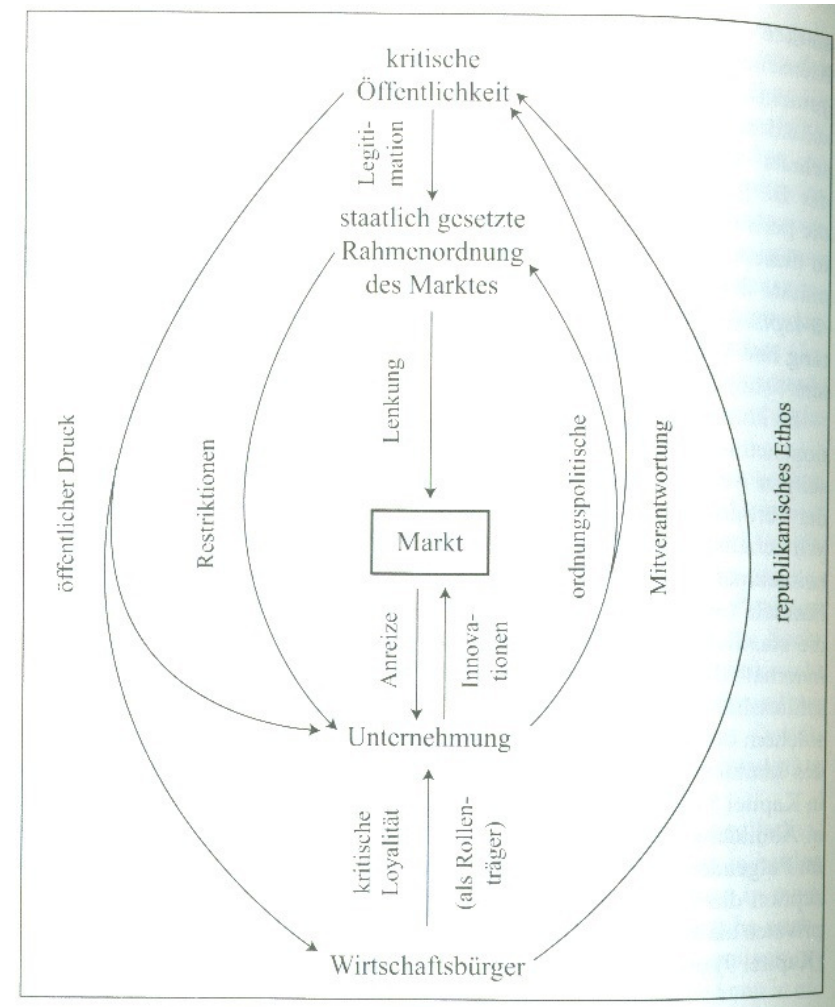 kritische
Öffentlichkeit
Legiti-
mation
staatlich gesetzte
Rahmenordnung
des Marktes
Lenkung
öffentlicher Druck
Restriktionen
ordnungspolitische
Mitverantwortung
republikanisches Ethos
Markt
Anreize
Innova-
tionen
Unternehmung
kritische
Loyalität
(als Rollen-
träger)
Wirtschaftsbürger